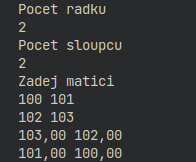 Pocet radku
2
Pocet sloupcu
2
Zadej matici
100 101
102 103
103,00 102,00
101,00 100,00